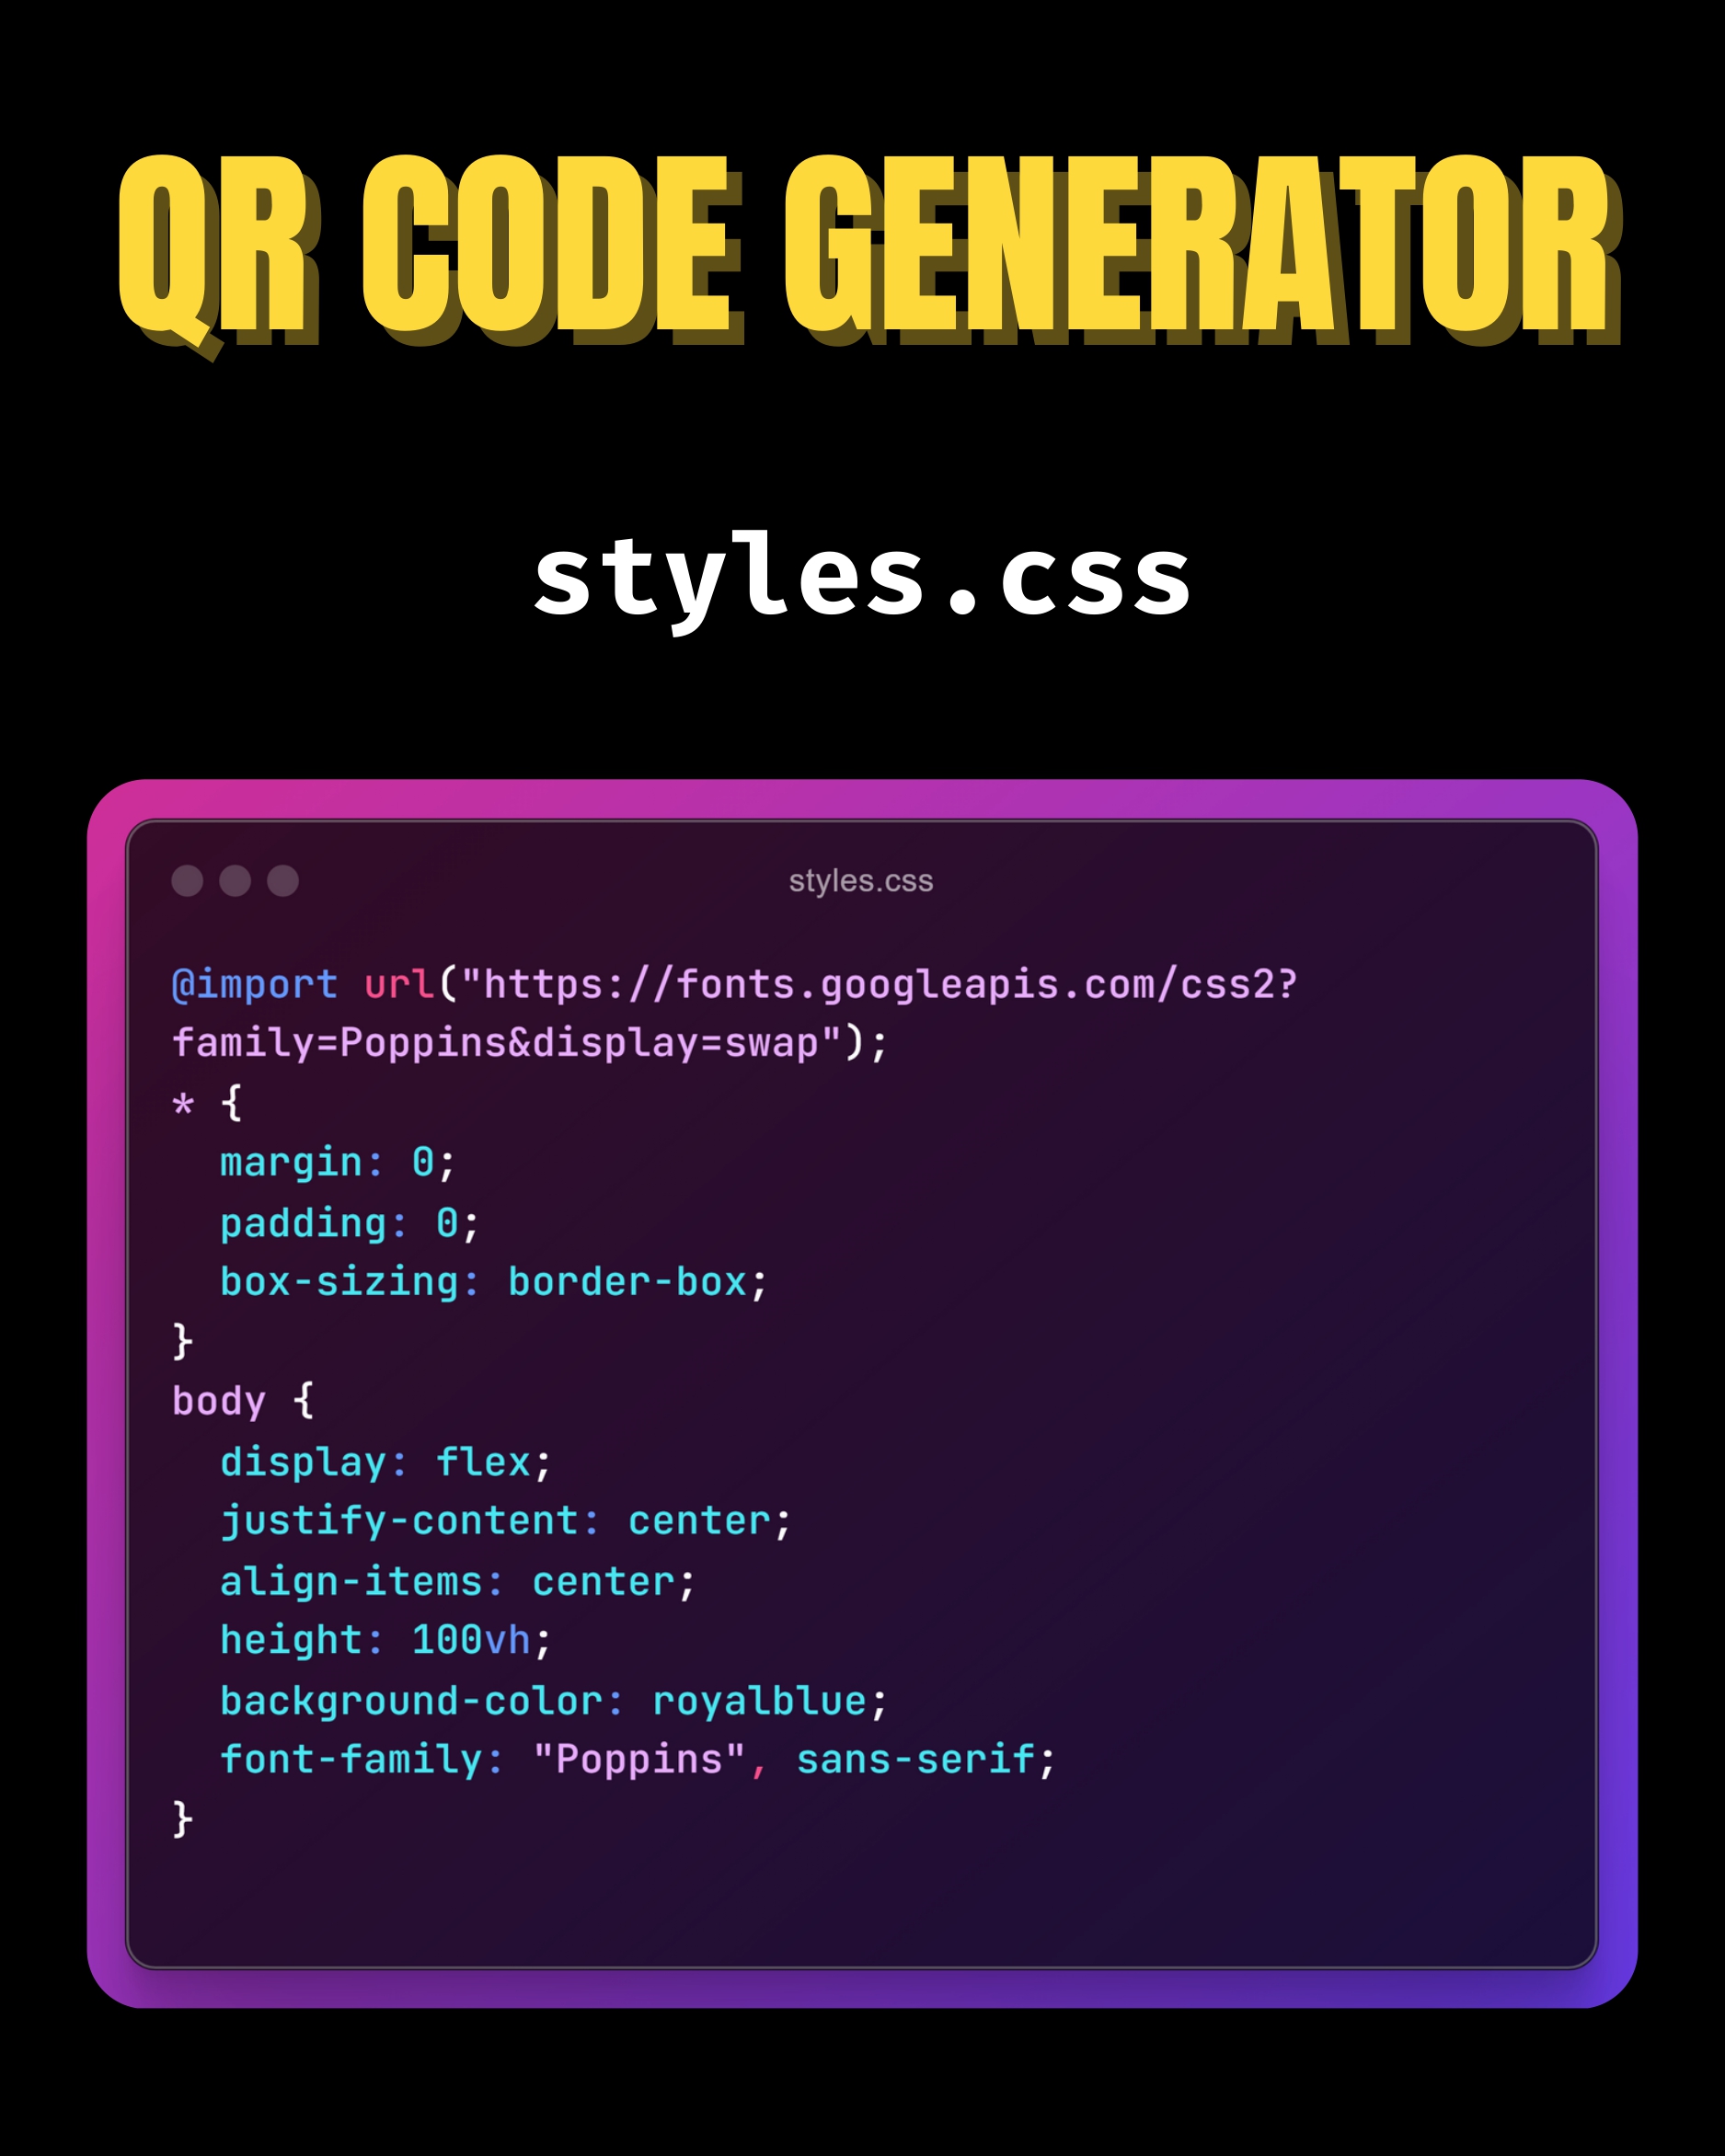 QR CODE GENERATOR
styles.css
styles.css
@import url("https://fonts.googleapis.com/css2?
family=Poppins&display=swap");
* {
  margin: 0;
  padding: 0;
  box-sizing: border-box;
}
body {
  display: flex;
  justify-content: center;
  align-items: center;
  height: 100vh;
  background-color: royalblue;
  font-family: "Poppins", sans-serif;
}